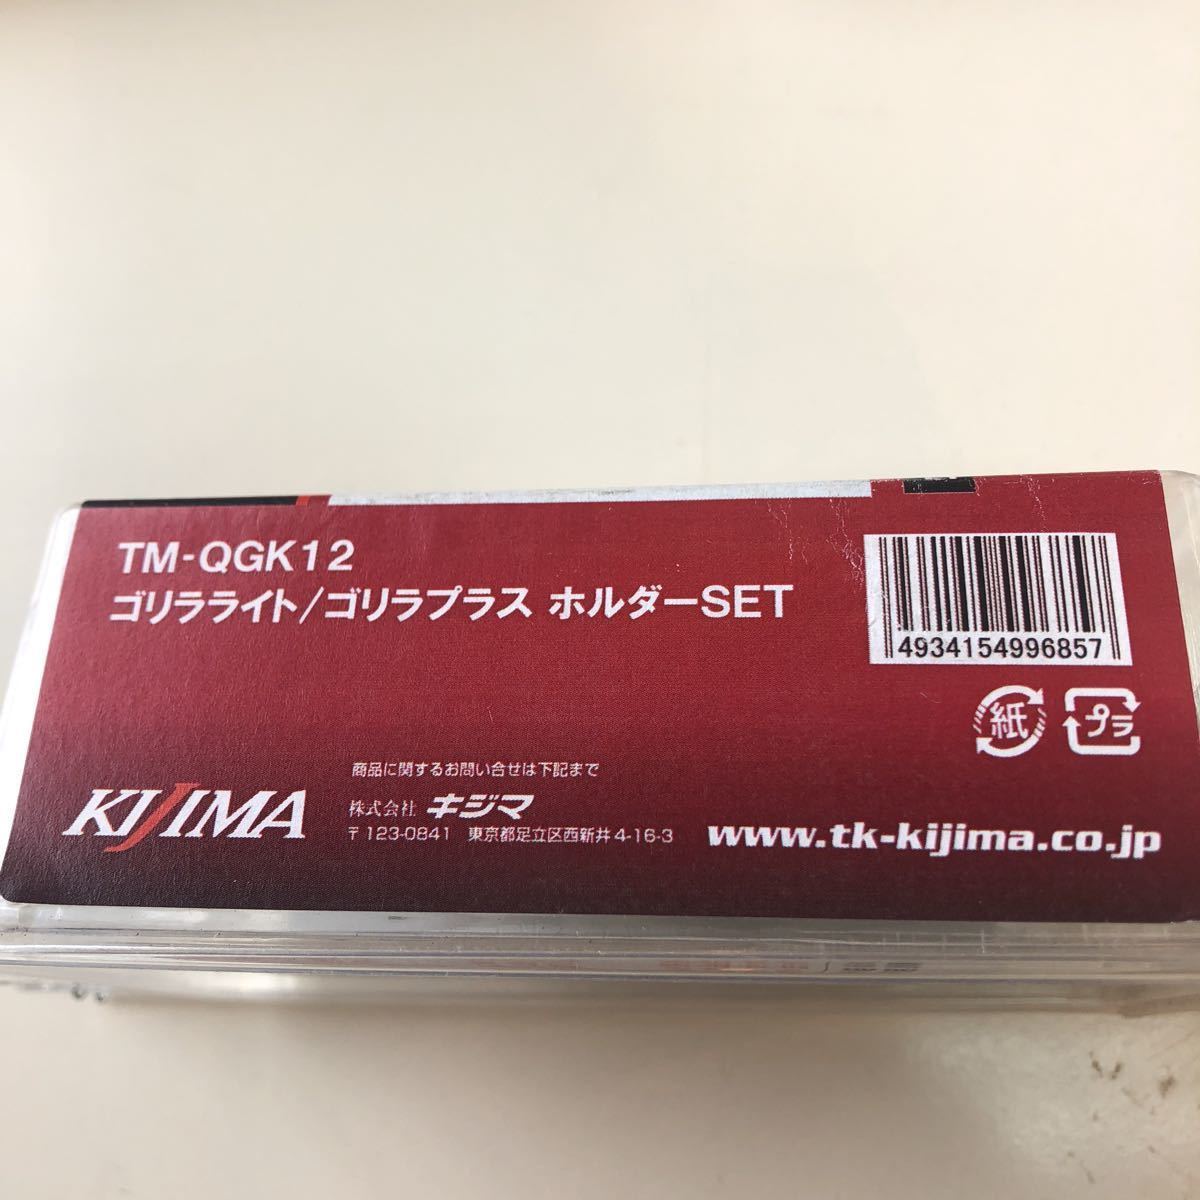 TM-QGK12
ゴリラライト/ゴリラプラス ホルダーSET
4934154996857
紙
プラ
商品に関するお問い合せは下記まで
KIJIMA
株式会社 キジマ
〒123-0841 東京都足立区西新井4-16-3
www.tk-kijima.co.jp